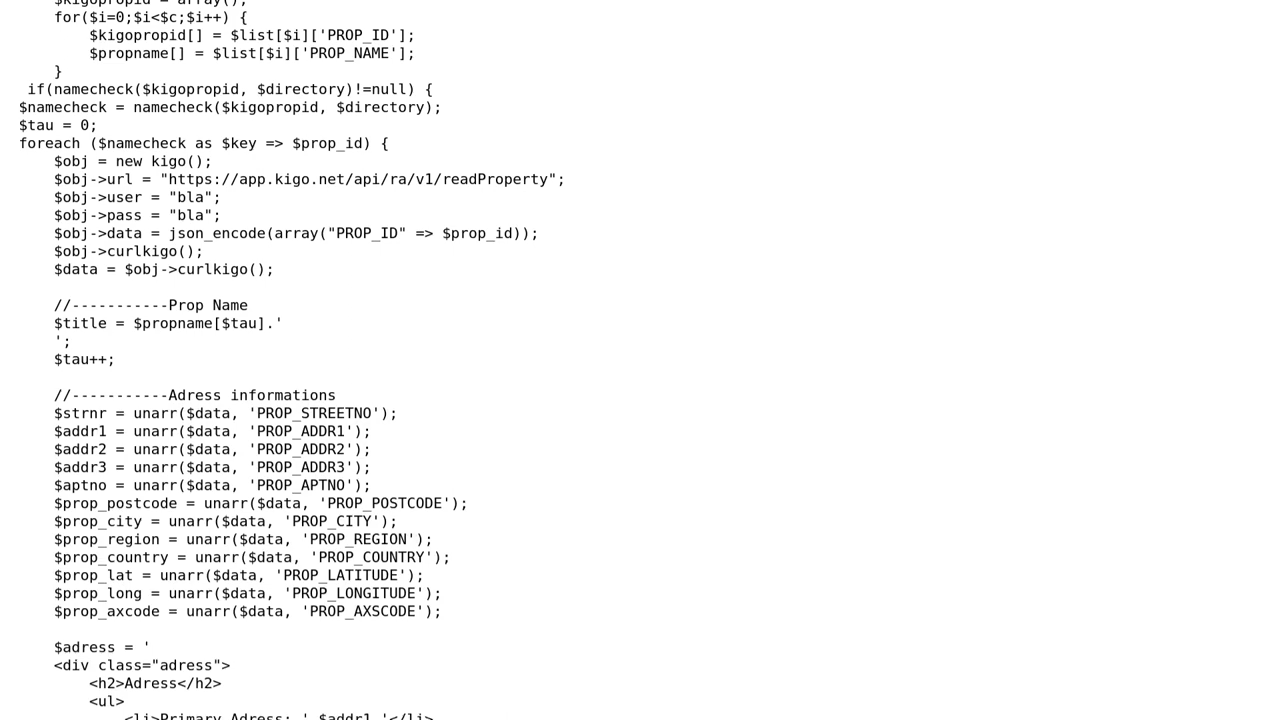 $kigopropid = array();
for($i=0;$i<$c;$i++) {
$kigopropid[] = $list[$i]['PROP_ID'];
$propname[] = $list[$i]['PROP_NAME'];
}
if(namecheck($kigopropid, $directory)!=null) {
$namecheck = namecheck($kigopropid, $directory);
$tau = 0;
foreach ($namecheck as $key => $prop_id) {
$obj = new kigo();
$obj->url = "https://app.kigo.net/api/ra/v1/readProperty";
$obj->user = "bla";
$obj->pass = "bla";
$obj->data = json_encode(array("PROP_ID" => $prop_id));
$obj->curlkigo();
$data = $obj->curlkigo();
//-----------Prop Name
$title = $propname[$tau].'
';
$tau++;
//-----------Adress informations
$strnr = unarr($data, 'PROP_STREETNO');
$addr1 = unarr($data, 'PROP_ADDR1');
$addr2 = unarr($data, 'PROP_ADDR2');
$addr3 = unarr($data, 'PROP_ADDR3');
$aptno = unarr($data, 'PROP_APTNO');
$prop_postcode = unarr($data, 'PROP_POSTCODE');
$prop_city = unarr($data, 'PROP_CITY');
$prop_region = unarr($data, 'PROP_REGION');
$prop_country = unarr($data, 'PROP_COUNTRY');
$prop_lat = unarr($data, 'PROP_LATITUDE');
$prop_long = unarr($data, 'PROP_LONGITUDE');
$prop_axcode = unarr($data, 'PROP_AXSCODE');
$adress = '
<div class="adress">
<h2>Adress</h2>
<ul>
<li>Primary Adress: '.$addr1.'</li>